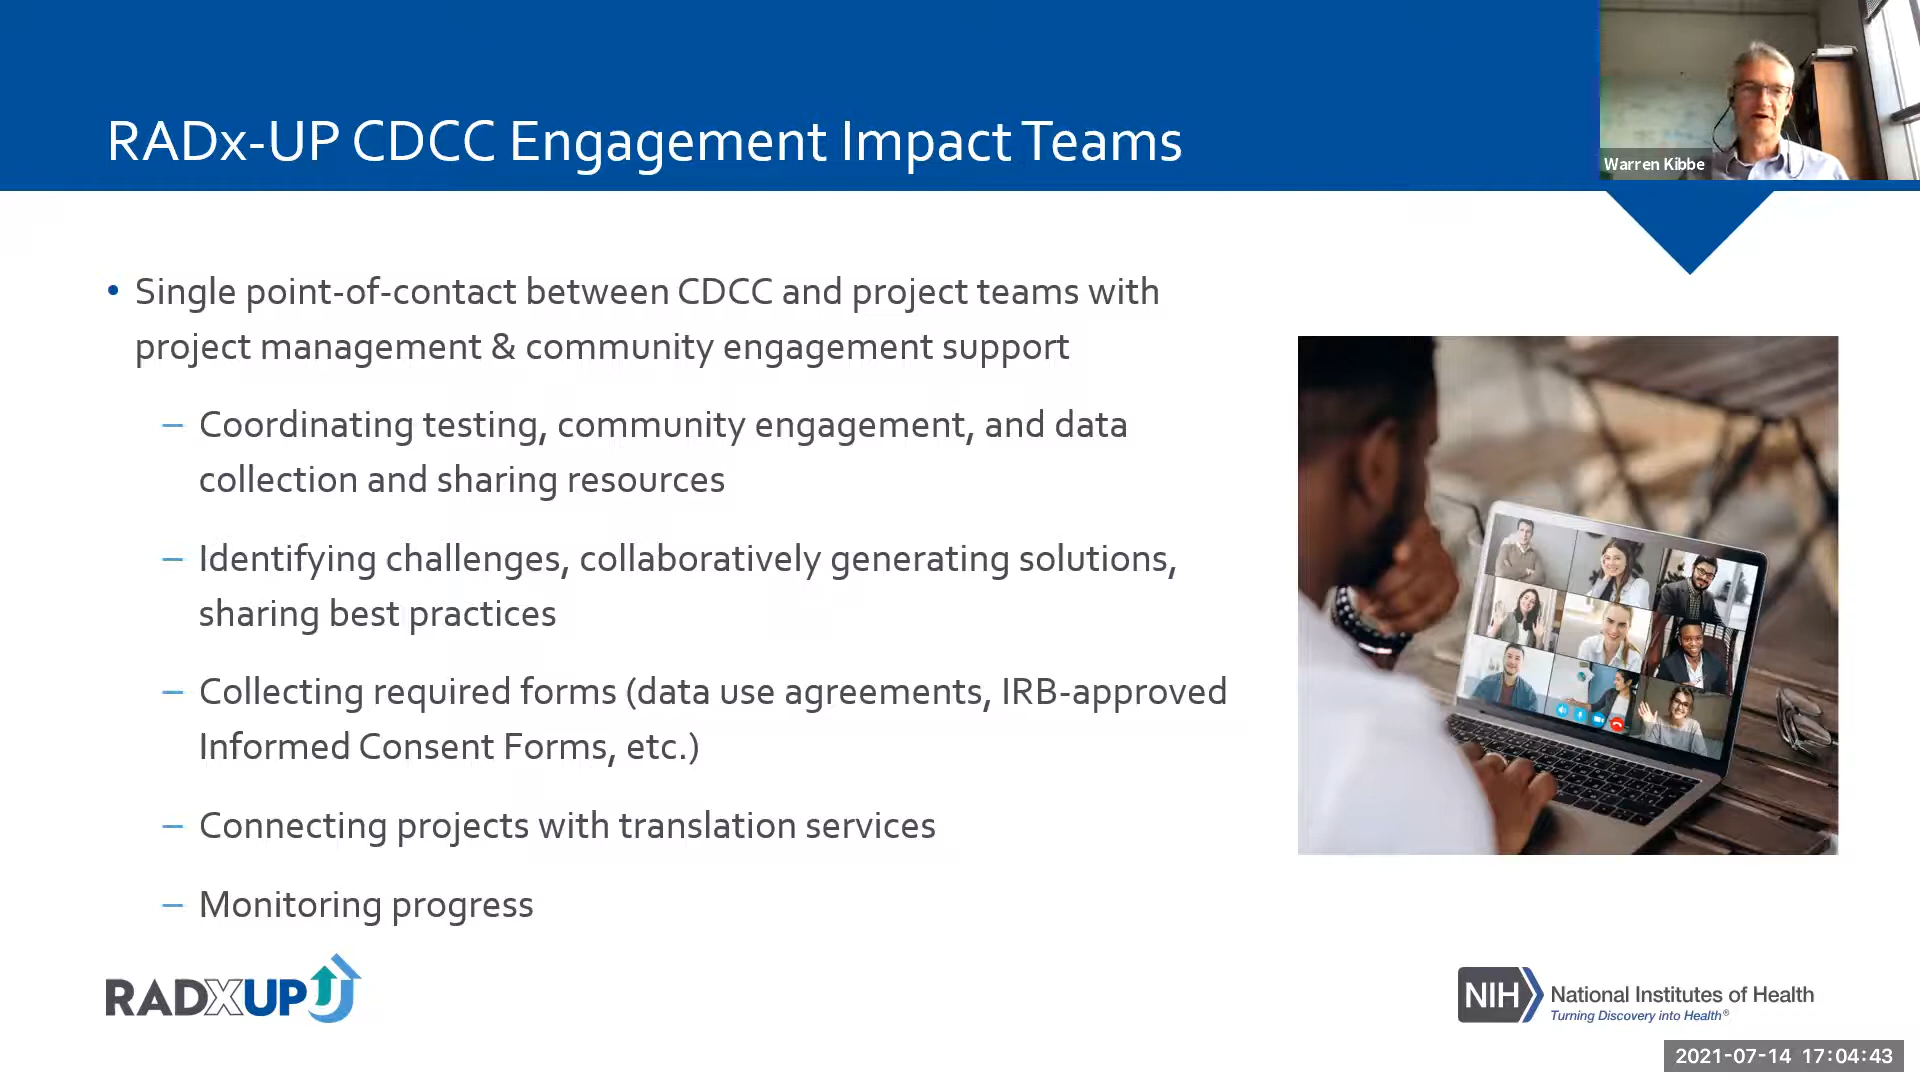 RADx-UP CDCC Engagement Impact Teams
Warren Kibbe
• Single point-of-contact between CDCC and project teams with
project management & community engagement support
– Coordinating testing, community engagement, and data
collection and sharing resources
– Identifying challenges, collaboratively generating solutions,
sharing best practices
– Collecting required forms (data use agreements, IRB-approved
Informed Consent Forms, etc.)
– Connecting projects with translation services
– Monitoring progress
RADXUP
NIH
National Institutes of Health
Turning Discovery into Health®
2021-07-14 17:04:43